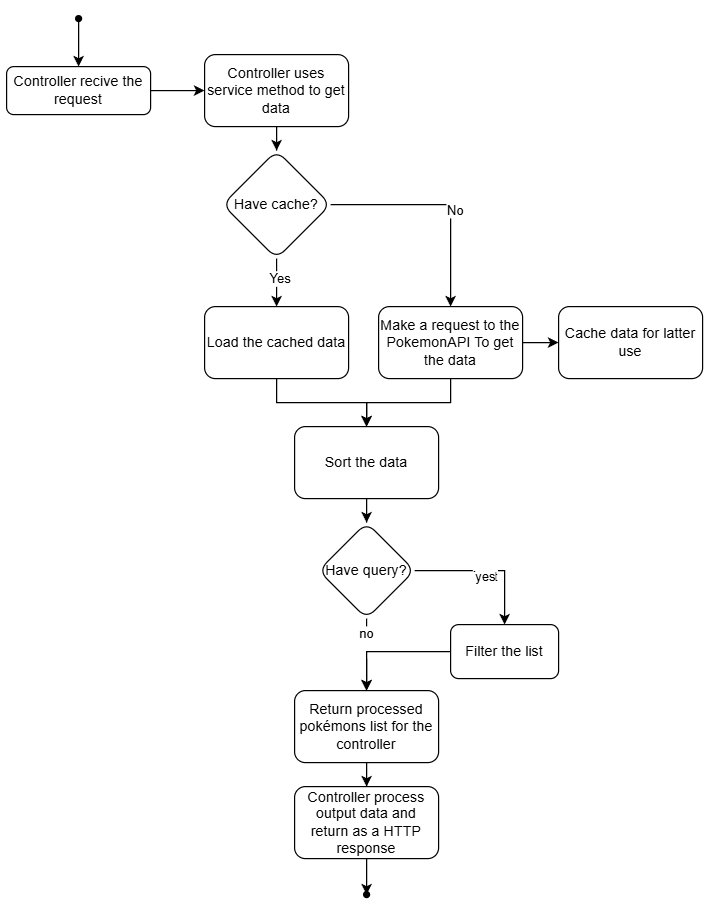 Controller recive the
request
Controller uses
service method to get
data
Have cache?
No
Yes
Load the cached data
Make a request to the
PokemonAPI To get
the data
Cache data for latter
use
Sort the data
Have query?
yest
no
Filter the list
Return processed
pokémons list for the
controller
Controller process
output data and
return as a HTTP
response